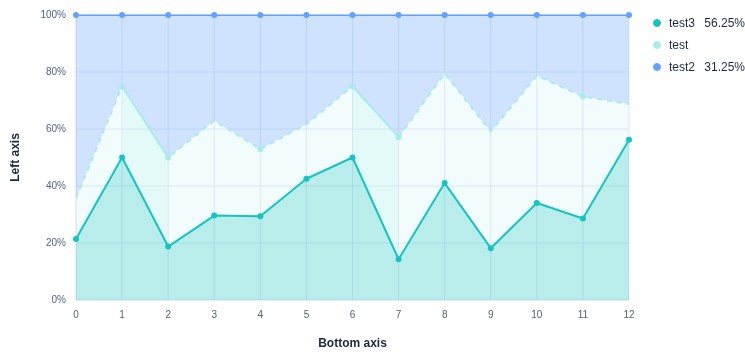 100%
80%
60%
40%
20%
0%
Left axis
0 1 2 3 4 5 6 7 8 9 10 11 12
Bottom axis
test3 56.25%
test
test2 31.25%